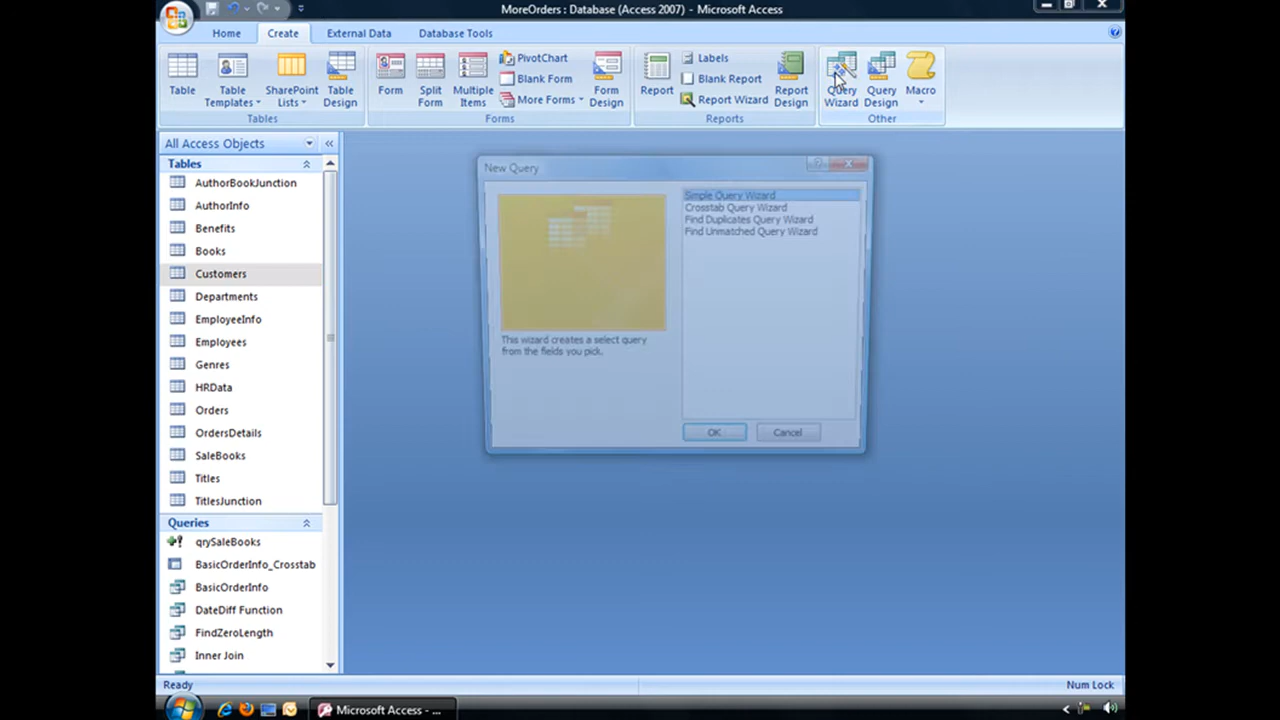 MoreOrders : Database (Access 2007) - Microsoft Access
Home Create External Data Database Tools
Table
Table Templates
SharePoint Lists
Table Design
Tables
Form
Split Form
Multiple Items
PivotChart
Blank Form
More Forms
Form Design
Forms
Report
Labels
Blank Report
Report Wizard
Report Design
Reports
Query Wizard
Query Design
Macro
Other
All Access Objects
Tables
AuthorBookJunction
AuthorInfo
Benefits
Books
Customers
Departments
EmployeeInfo
Employees
Genres
HRData
Orders
OrdersDetails
SaleBooks
Titles
TitlesJunction
Queries
qrySaleBooks
BasicOrderInfo_Crosstab
BasicOrderInfo
DateDiff Function
FindZeroLength
Inner Join
New Query
Simple Query Wizard
Crosstab Query Wizard
Find Duplicates Query Wizard
Find Unmatched Query Wizard
This wizard creates a select query
from the fields you pick.
OK Cancel
Ready Num Lock
Microsoft Access - ...